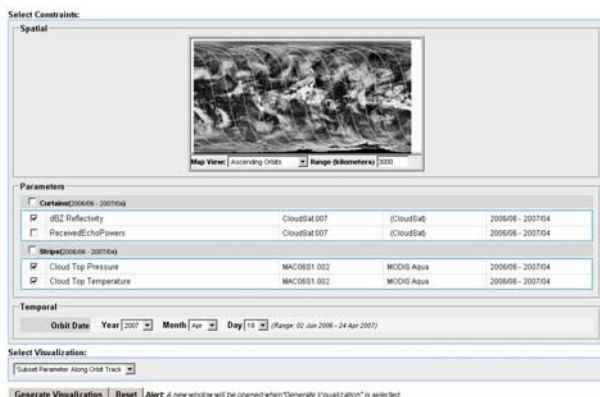 Select Constraints:
Spatial
Map View: Ascending Orbits Range (kilometers) 3000
Parameters
Curtains(2006/06 - 2007/04)
dBZ Reflectivity CloudSat.007 (CloudSat) 2006/06 - 2007/04
ReceivedEchoPowers CloudSat.007 (CloudSat) 2006/06 - 2007/04
Strips(2006/06 - 2007/04)
Cloud Top Pressure MAC06S1.002 MODIS Aqua 2006/06 - 2007/04
Cloud Top Temperature MAC06S1.002 MODIS Aqua 2006/06 - 2007/04
Temporal
Orbit Date Year 2007 Month Apr Day 19 (Range: 02 Jun 2006 - 24 Apr 2007)
Select Visualization:
Subset Parameter Along Orbit Track
Generate Visualization Reset Alert: A new window will be opened when "Generate Visualization" is selected.